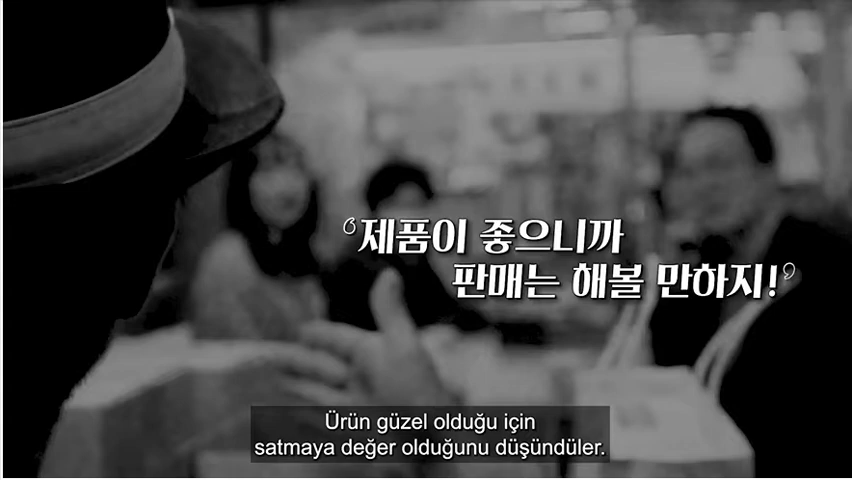 ‘제품이 좋으니까
판매는 해볼 만하지!’
Ürün güzel olduğu için
satmaya değer olduğunu düşündüler.